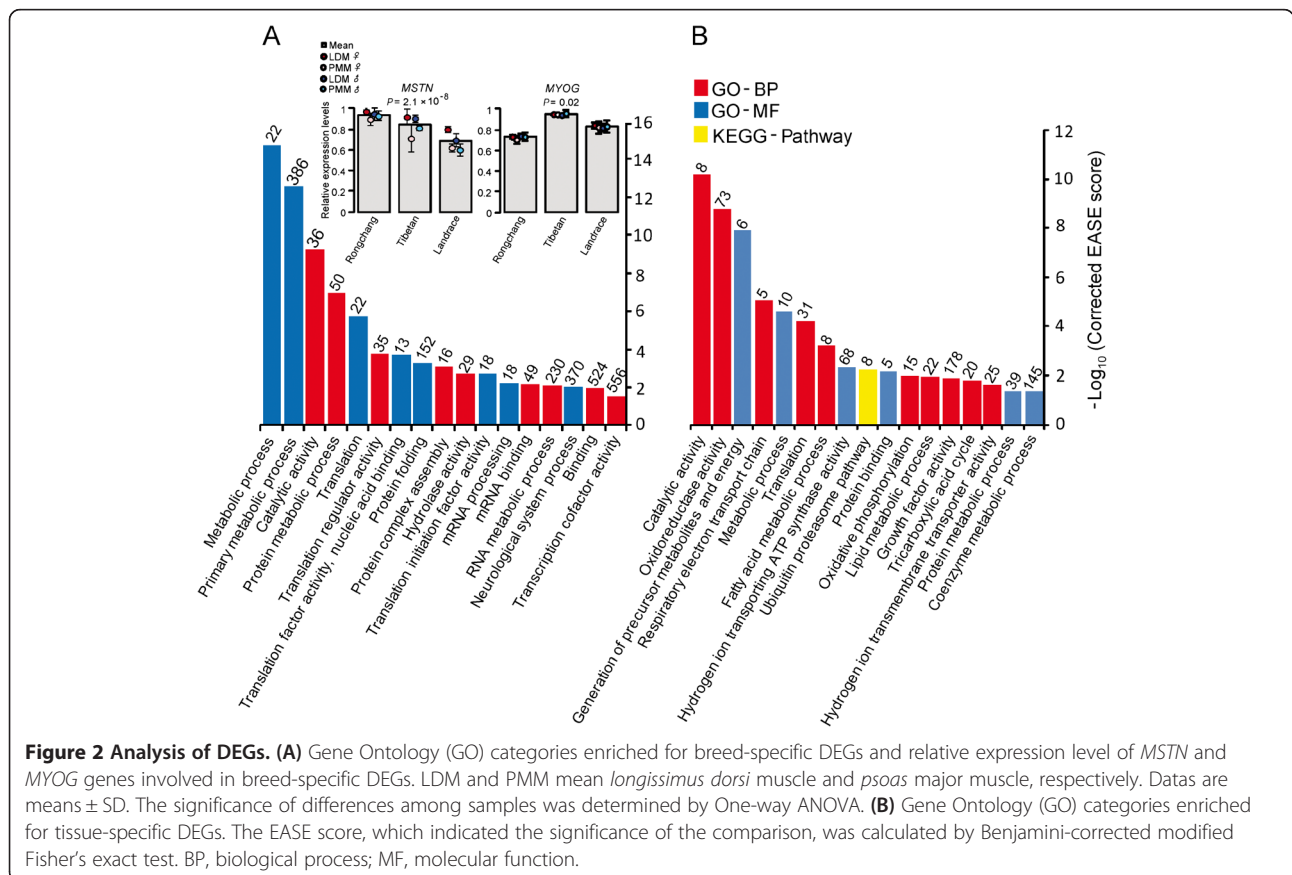 A
Mean
LDM ♀
PMM ♀
LDM ♂
PMM ♂
MSTN
P = 2.1 × 10⁻⁸
MYOG
P = 0.02
Relative expression levels
1
0.8
0.6
0.4
0.2
0
Rongchang
Tibetan
Landrace
1
0.8
0.6
0.4
0.2
0
Rongchang
Tibetan
Landrace
16
14
12
10
8
6
4
2
0
22
386
36
50
22
35
13
152
16
29
18
18
49
230
370
524
556
Metabolic process
Primary metabolic process
Catalytic activity
Protein metabolic process
Translation
Translation regulator activity
Translation factor activity, nucleic acid binding
Protein folding
Protein complex assembly
Hydrolase activity
Translation initiation factor activity
mRNA processing
mRNA binding
RNA metabolic process
Neurological system process
Binding
Transcription cofactor activity
B
GO-BP
GO-MF
KEGG-Pathway
12
10
8
6
4
2
0
-Log₁₀ (Corrected EASE score)
8
73
6
5
10
31
8
68
8
5
15
22
178
20
25
39
145
Catalytic activity
Oxidoreductase activity
Generation of precursor metabolites and energy
Respiratory electron transport chain
Metabolic process
Translation
Fatty acid metabolic process
Hydrogen ion transporting ATP synthase activity
Ubiquitin proteasome pathway
Protein binding
Oxidative phosphorylation
Lipid metabolic process
Growth factor activity
Tricarboxylic acid cycle
Hydrogen ion transmembrane transporter activity
Protein metabolic process
Coenzyme metabolic process
Figure 2 Analysis of DEGs. (A) Gene Ontology (GO) categories enriched for breed-specific DEGs and relative expression level of MSTN and
MYOG genes involved in breed-specific DEGs. LDM and PMM mean longissimus dorsi muscle and psoas major muscle, respectively. Datas are
means ± SD. The significance of differences among samples was determined by One-way ANOVA. (B) Gene Ontology (GO) categories enriched
for tissue-specific DEGs. The EASE score, which indicated the significance of the comparison, was calculated by Benjamini-corrected modified
Fisher's exact test. BP, biological process; MF, molecular function.